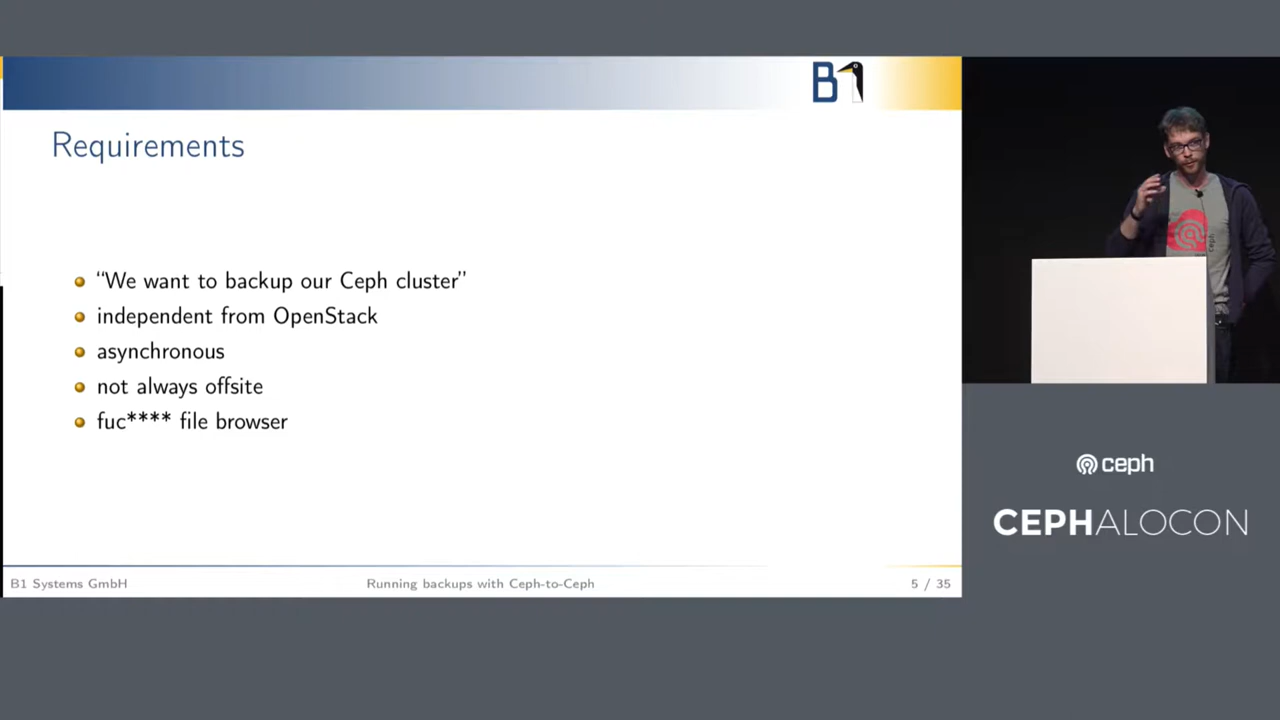 B1
Requirements
“We want to backup our Ceph cluster”
independent from OpenStack
asynchronous
not always offsite
fuc**** file browser
B1 Systems GmbH
Running backups with Ceph-to-Ceph
5 / 35
ceph
ceph
CEPHALOCON